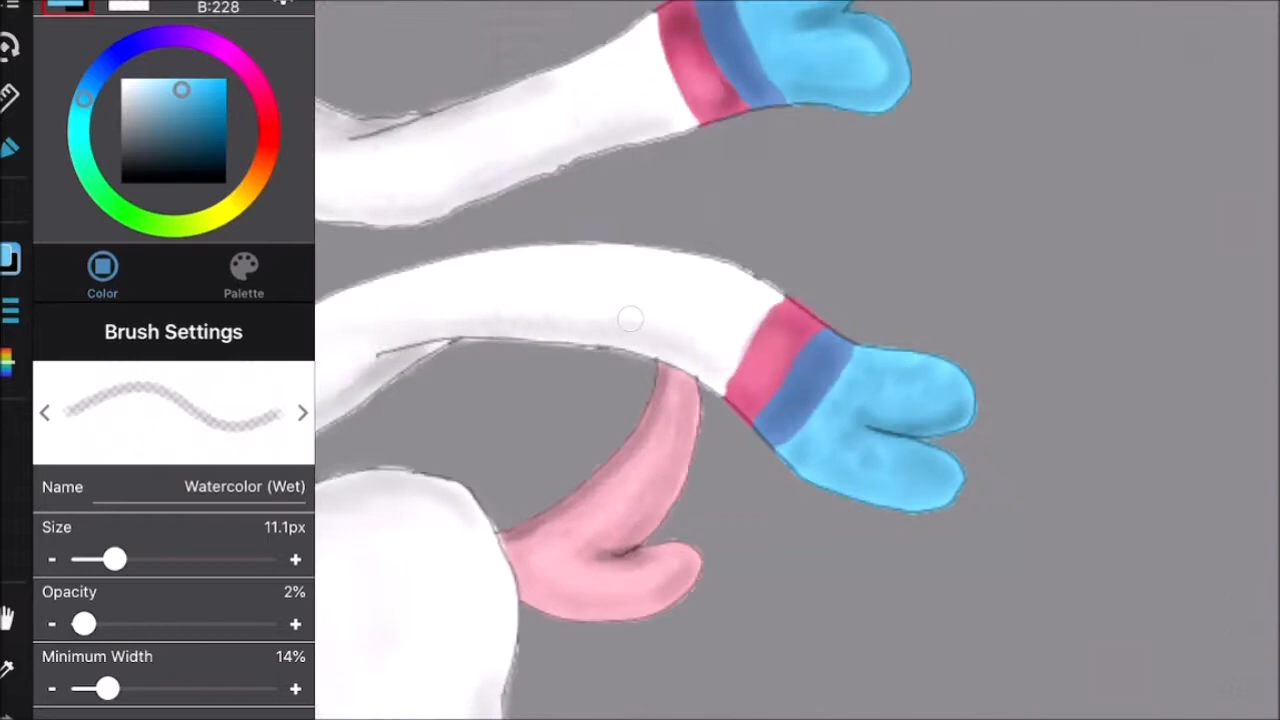 B:228
Color
Palette
Brush Settings
Name Watercolor (Wet)
Size 11.1px
- +
Opacity 2%
- +
Minimum Width 14%
- +